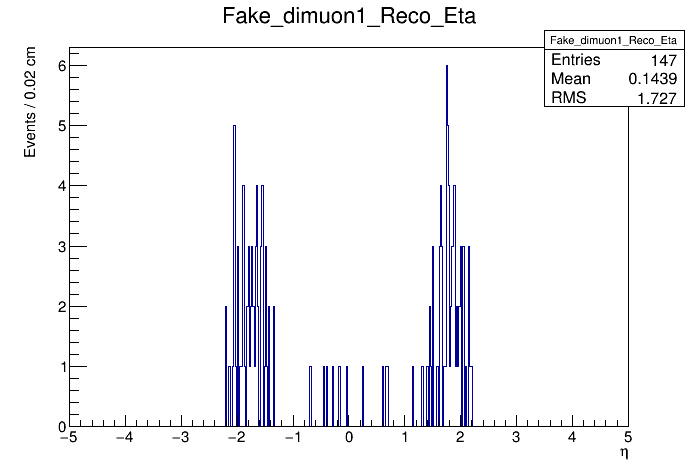 Fake_dimuon1_Reco_Eta
Fake_dimuon1_Reco_Eta
Entries 147
Mean 0.1439
RMS 1.727
Events / 0.02 cm
6
5
4
3
2
1
0
−5 −4 −3 −2 −1 0 1 2 3 4 5
η